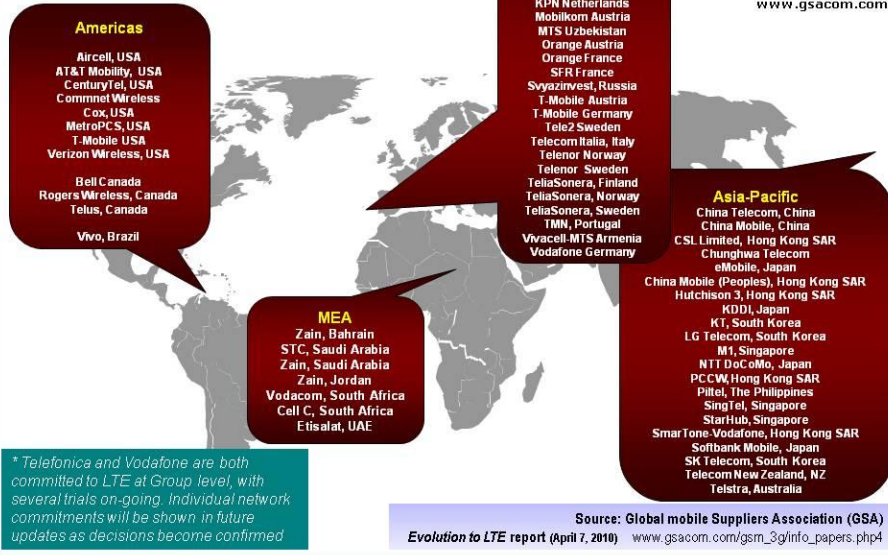 www.gsacom.com
Americas
Aircell, USA
AT&T Mobility, USA
CenturyTel, USA
Commnet Wireless
Cox, USA
MetroPCS, USA
T-Mobile USA
Verizon Wireless, USA
Bell Canada
Rogers Wireless, Canada
Telus, Canada
Vivo, Brazil
KPN Netherlands
Mobilkom Austria
MTS Uzbekistan
Orange Austria
Orange France
SFR France
Svyazinvest, Russia
T-Mobile Austria
T-Mobile Germany
Tele2 Sweden
Telecom Italia, Italy
Telenor Norway
Telenor Sweden
TeliaSonera, Finland
TeliaSonera, Norway
TeliaSonera, Sweden
TMN, Portugal
Vivacell-MTS Armenia
Vodafone Germany
Asia-Pacific
China Telecom, China
China Mobile, China
CSL Limited, Hong Kong SAR
Chunghwa Telecom
eMobile, Japan
China Mobile (Peoples), Hong Kong SAR
Hutchison 3, Hong Kong SAR
KDDI, Japan
KT, South Korea
LG Telecom, South Korea
M1, Singapore
NTT DoCoMo, Japan
PCCW, Hong Kong SAR
Piltel, The Philippines
SingTel, Singapore
StarHub, Singapore
SmarTone-Vodafone, Hong Kong SAR
Softbank Mobile, Japan
SK Telecom, South Korea
Telecom New Zealand, NZ
Telstra, Australia
MEA
Zain, Bahrain
STC, Saudi Arabia
Zain, Saudi Arabia
Zain, Jordan
Vodacom, South Africa
Cell C, South Africa
Etisalat, UAE
* Telefonica and Vodafone are both
committed to LTE at Group level, with
several trials on-going. Individual network
commitments will be shown in future
updates as decisions become confirmed
Source: Global mobile Suppliers Association (GSA)
Evolution to LTE report (April 7, 2010) www.gsacom.com/gsm_3g/info_papers.php4